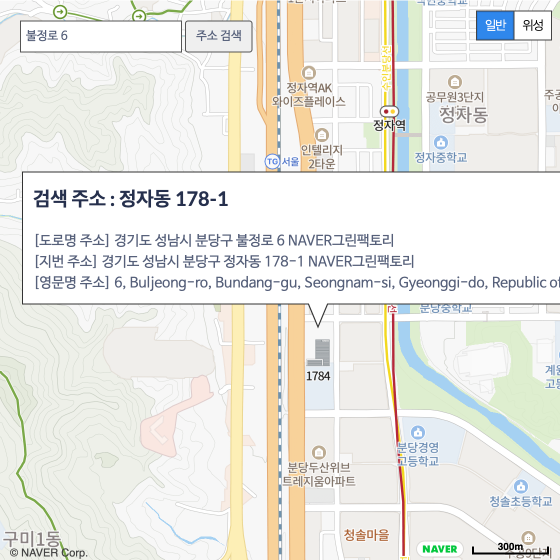 불정로 6
주소 검색
일반
위성
정자역AK
와이즈플레이스
공무원3단지
정자동
정자역
인텔리지
2타운
정자중학교
TG 서울
검색 주소 : 정자동 178-1
[도로명 주소] 경기도 성남시 분당구 불정로 6 NAVER그린팩토리
[지번 주소] 경기도 성남시 분당구 정자동 178-1 NAVER그린팩토리
[영문명 주소] 6, Buljeong-ro, Bundang-gu, Seongnam-si, Gyeonggi-do, Republic of
분당중학교
1784
분당경영
고등학교
분당두산위브
트레지움아파트
청솔초등학교
청솔마을
구미1동
© NAVER Corp.
NAVER
300m